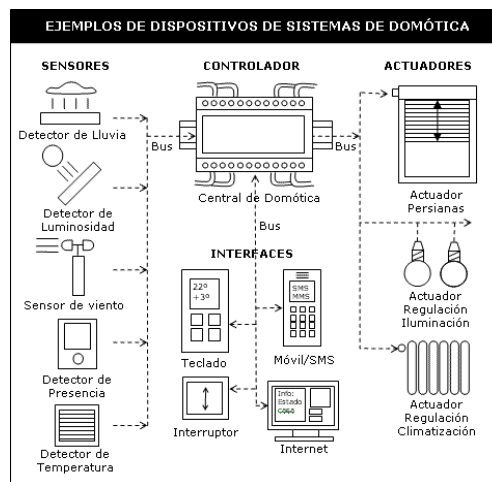 EJEMPLOS DE DISPOSITIVOS DE SISTEMAS DE DOMÓTICA
SENSORES
Detector de Lluvia
Detector de
Luminosidad
Sensor de viento
Detector de
Presencia
Detector de
Temperatura
CONTROLADOR
Bus
Bus
Central de Domótica
Bus
INTERFACES
22º
+3º
Teclado
SMS
MMS
Móvil/SMS
Interruptor
Info:
Estado
Internet
ACTUADORES
Actuador
Persianas
Actuador
Regulación
Iluminación
Actuador
Regulación
Climatización